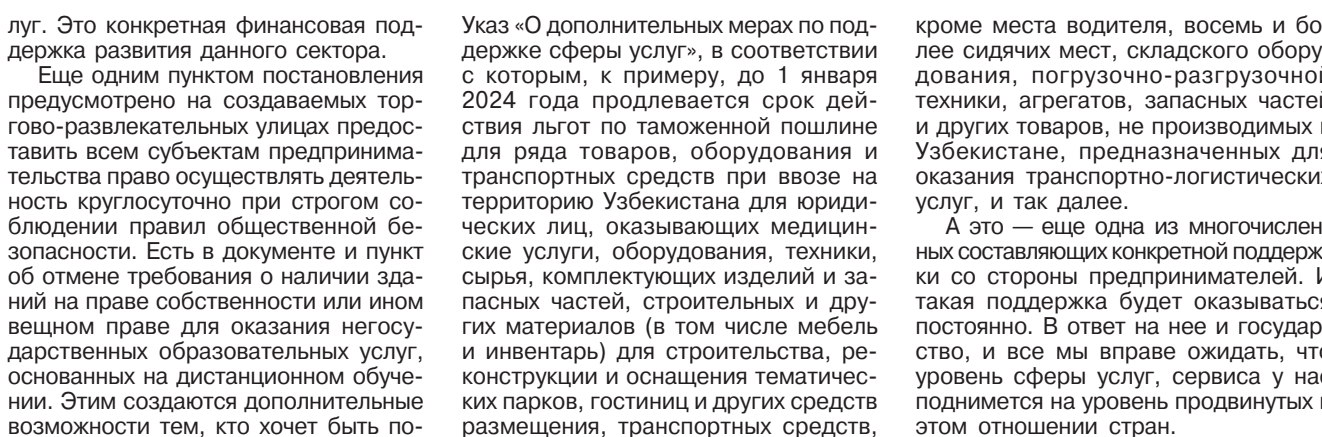 луг. Это конкретная финансовая под-
держка развития данного сектора.
Еще одним пунктом постановления
предусмотрено на создаваемых тор-
гово-развлекательных улицах предос-
тавить всем субъектам предпринима-
тельства право осуществлять деятель-
ность круглосуточно при строгом со-
блюдении правил общественной бе-
зопасности. Есть в документе и пункт
об отмене требования о наличии зда-
ний на праве собственности или ином
вещном праве для оказания негосу-
дарственных образовательных услуг,
основанных на дистанционном обуче-
нии. Этим создаются дополнительные
возможности тем, кто хочет быть по-
Указ «О дополнительных мерах по под-
держке сферы услуг», в соответствии
с которым, к примеру, до 1 января
2024 года продлевается срок дей-
ствия льгот по таможенной пошлине
для ряда товаров, оборудования и
транспортных средств при ввозе на
территорию Узбекистана для юриди-
ческих лиц, оказывающих медицин-
ские услуги, оборудования, техники,
сырья, комплектующих изделий и за-
пасных частей, строительных и дру-
гих материалов (в том числе мебель
и инвентарь) для строительства, ре-
конструкции и оснащения тематичес-
ких парков, гостиниц и других средств
размещения, транспортных средств,
кроме места водителя, восемь и бо
лее сидячих мест, складского обору
дования, погрузочно-разгрузочной
техники, агрегатов, запасных частей
и других товаров, не производимых в
Узбекистане, предназначенных для
оказания транспортно-логистических
услуг, и так далее.
А это — еще одна из многочислен
ных составляющих конкретной поддерж
ки со стороны предпринимателей. И
такая поддержка будет оказываться
постоянно. В ответ на нее и государ
ство, и все мы вправе ожидать, что
уровень сферы услуг, сервиса у нас
поднимется на уровень продвинутых в
этом отношении стран.